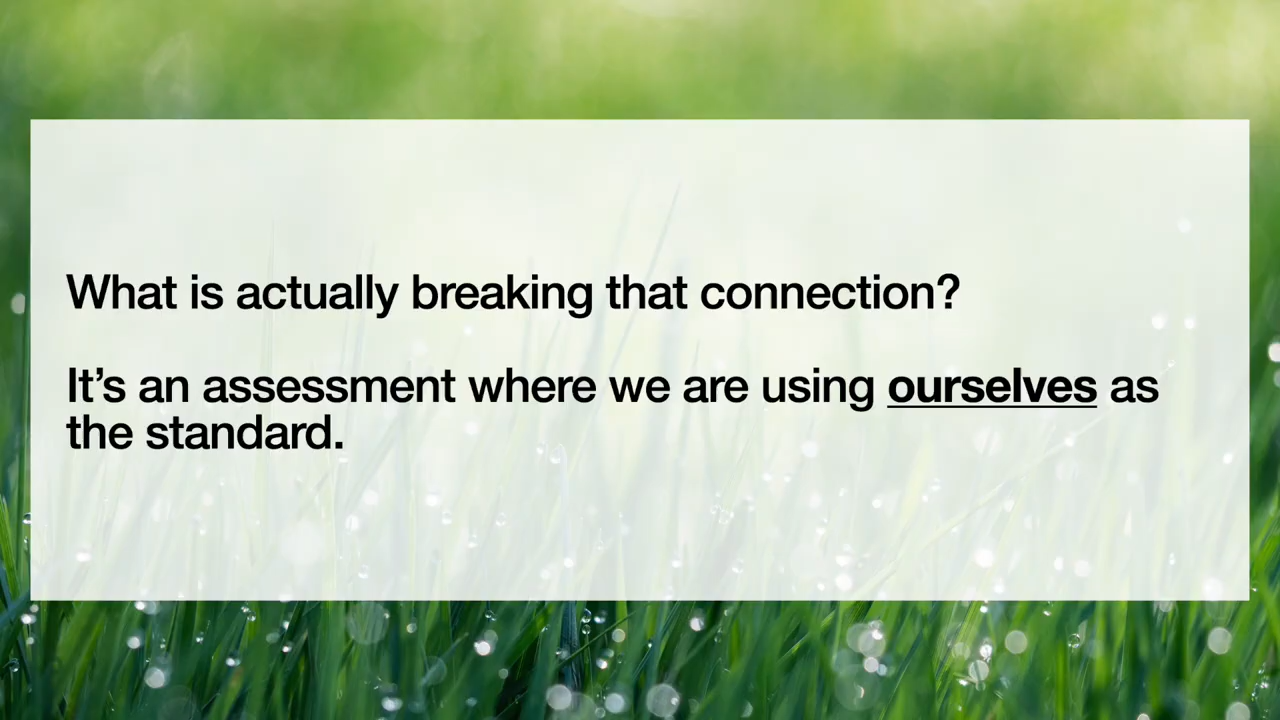 What is actually breaking that connection?
It’s an assessment where we are using ourselves as
the standard.